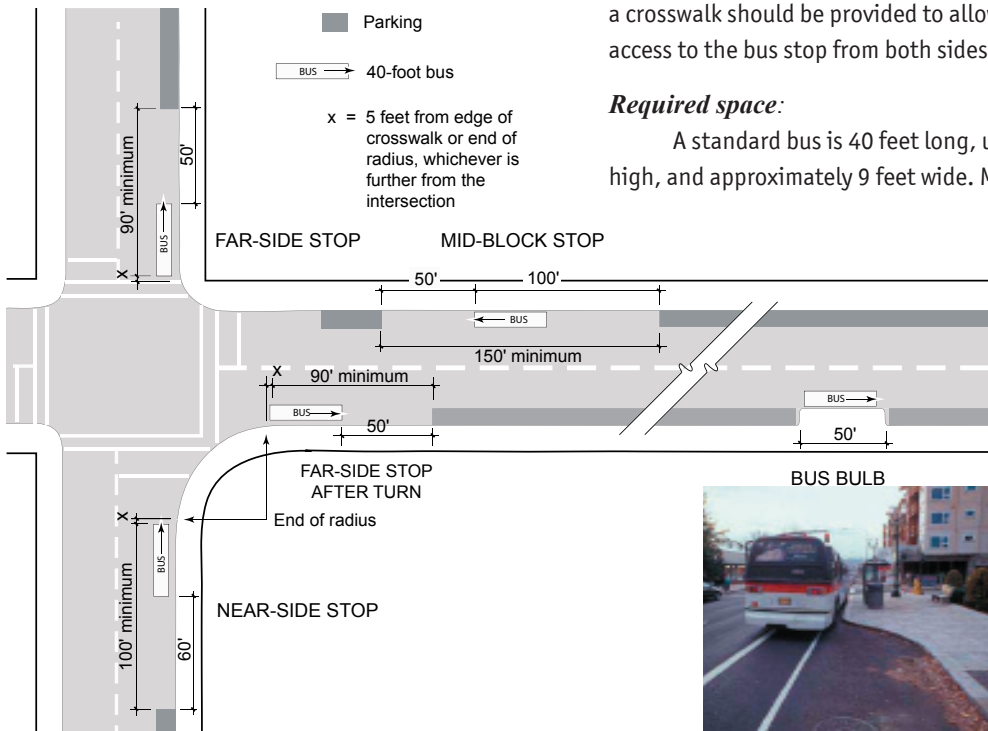 Parking
BUS
40-foot bus
x = 5 feet from edge of
crosswalk or end of
radius, whichever is
further from the
intersection
a crosswalk should be provided to allow
access to the bus stop from both sides
Required space:
A standard bus is 40 feet long, u
high, and approximately 9 feet wide. M
90' minimum
50'
BUS
x
FAR-SIDE STOP
MID-BLOCK STOP
50'
100'
BUS
150' minimum
x
90' minimum
BUS
50'
FAR-SIDE STOP
AFTER TURN
End of radius
BUS
50'
BUS BULB
x
BUS
100' minimum
60'
NEAR-SIDE STOP